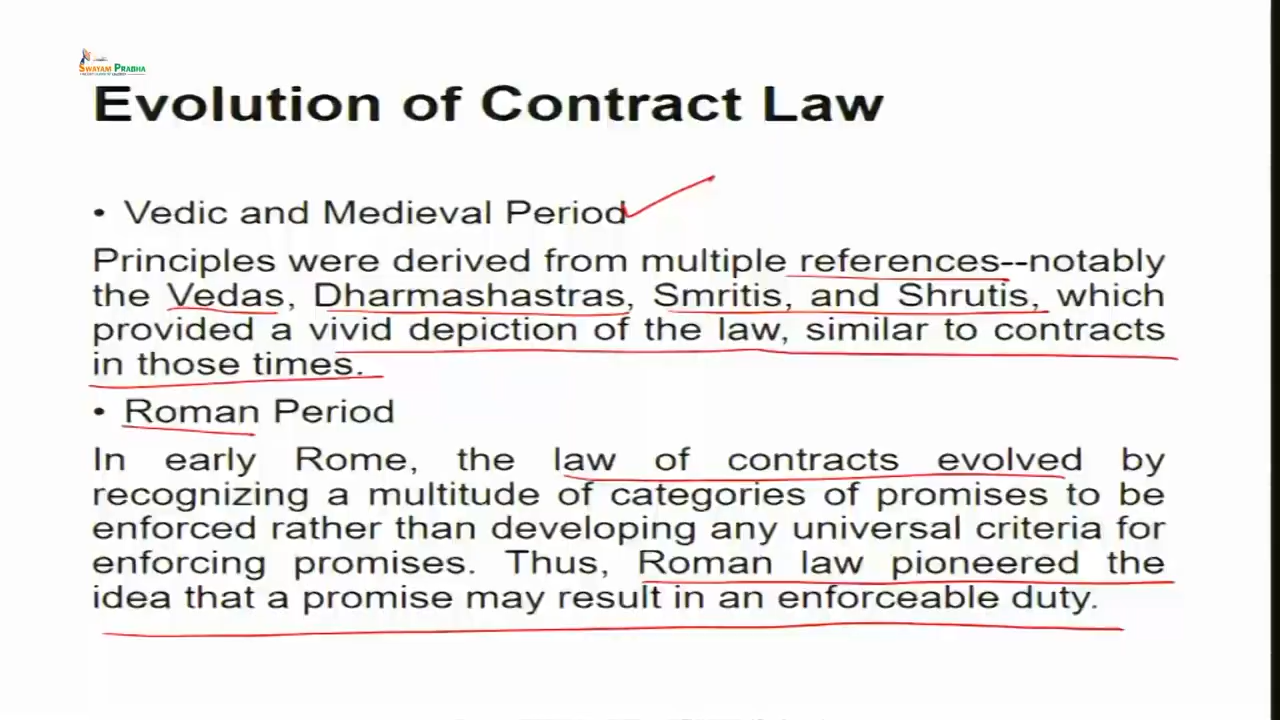 SWAYAM PRABHA
Evolution of Contract Law
• Vedic and Medieval Period
Principles were derived from multiple references--notably
the Vedas, Dharmashastras, Smritis, and Shrutis, which
provided a vivid depiction of the law, similar to contracts
in those times.
• Roman Period
In early Rome, the law of contracts evolved by
recognizing a multitude of categories of promises to be
enforced rather than developing any universal criteria for
enforcing promises. Thus, Roman law pioneered the
idea that a promise may result in an enforceable duty.